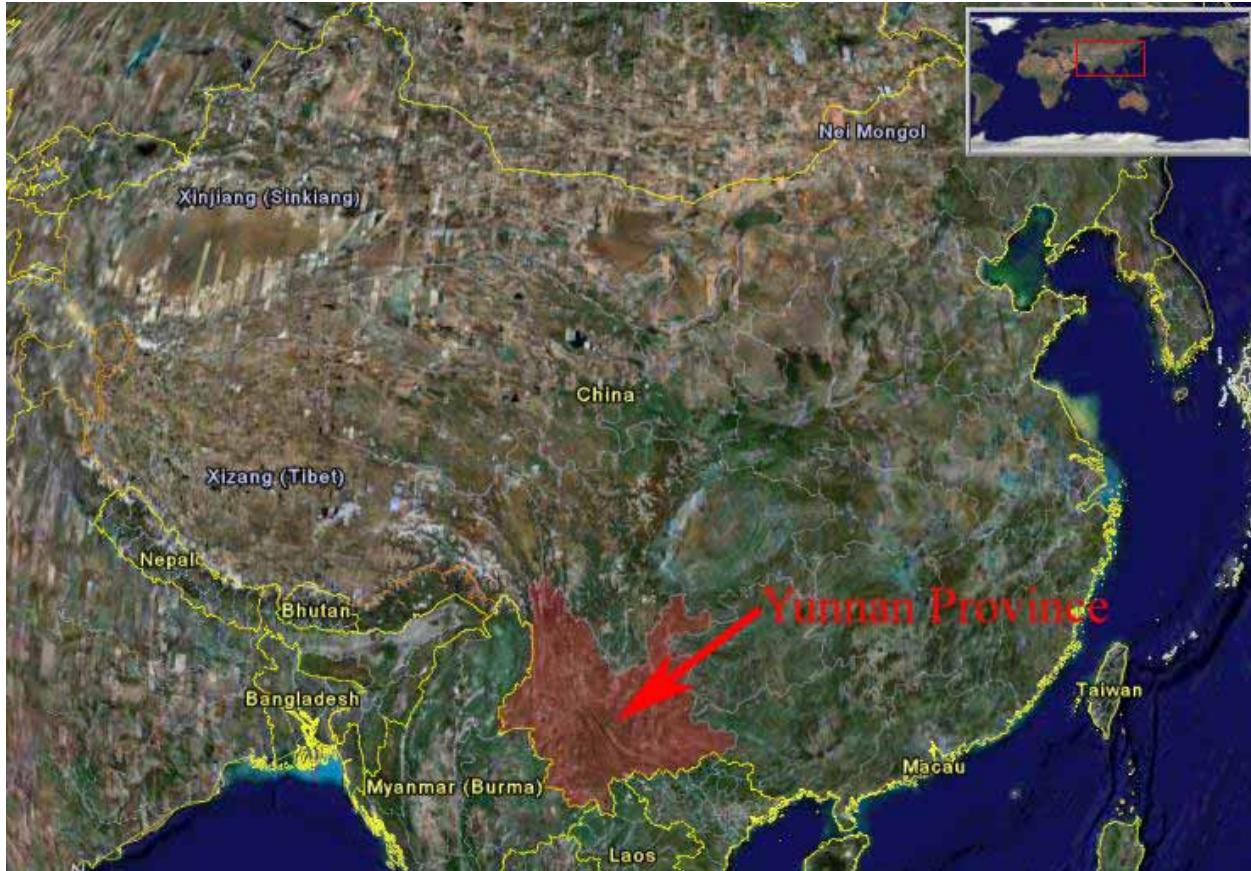 Nei Mongol
Xinjiang (Sinkiang)
China
Xizang (Tibet)
Nepal
Bhutan
Yunnan Province
Bangladesh
Taiwan
Macau
Myanmar (Burma)
Laos